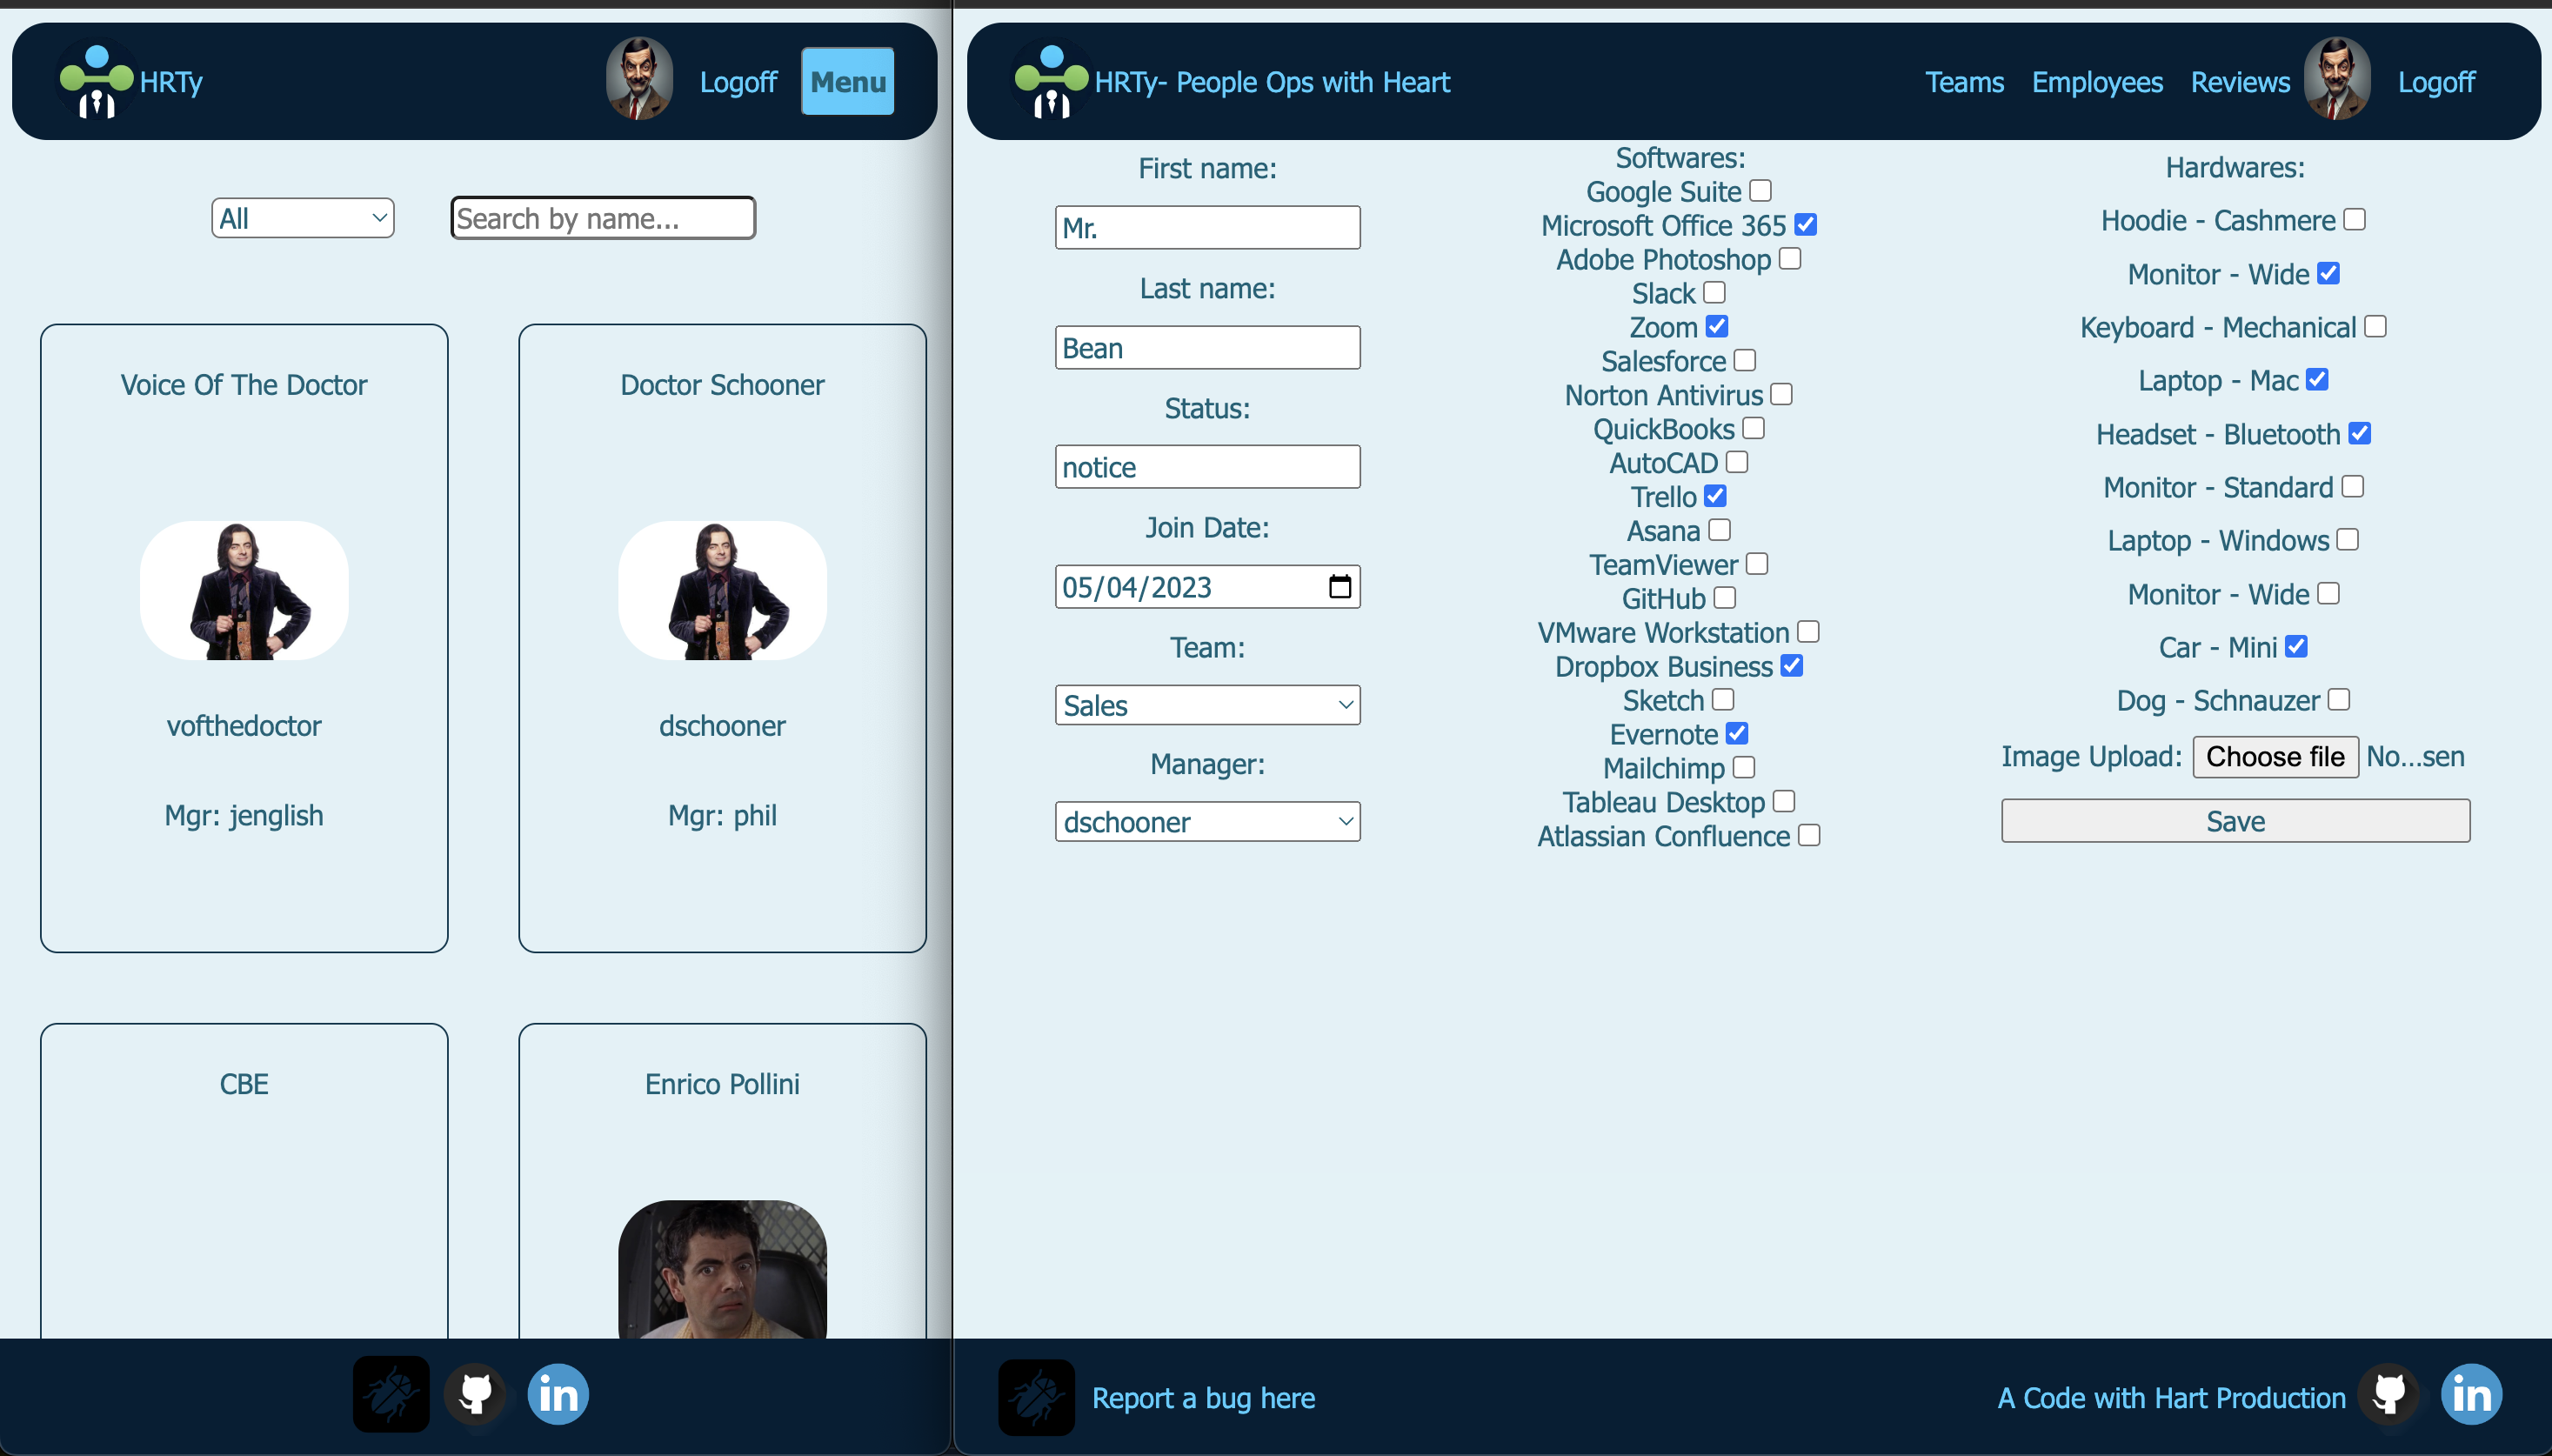 HRTy
Logoff
Menu
All
Search by name...
Voice Of The Doctor
vofthedoctor
Mgr: jenglish
Doctor Schooner
dschooner
Mgr: phil
CBE
Enrico Pollini
in
HRTy- People Ops with Heart
Teams
Employees
Reviews
Logoff
First name:
Mr.
Last name:
Bean
Status:
notice
Join Date:
05/04/2023
Team:
Sales
Manager:
dschooner
Softwares:
Google Suite
Microsoft Office 365
Adobe Photoshop
Slack
Zoom
Salesforce
Norton Antivirus
QuickBooks
AutoCAD
Trello
Asana
TeamViewer
GitHub
VMware Workstation
Dropbox Business
Sketch
Evernote
Mailchimp
Tableau Desktop
Atlassian Confluence
Hardwares:
Hoodie - Cashmere
Monitor - Wide
Keyboard - Mechanical
Laptop - Mac
Headset - Bluetooth
Monitor - Standard
Laptop - Windows
Monitor - Wide
Car - Mini
Dog - Schnauzer
Image Upload: Choose file No...sen
Save
Report a bug here
A Code with Hart Production
in